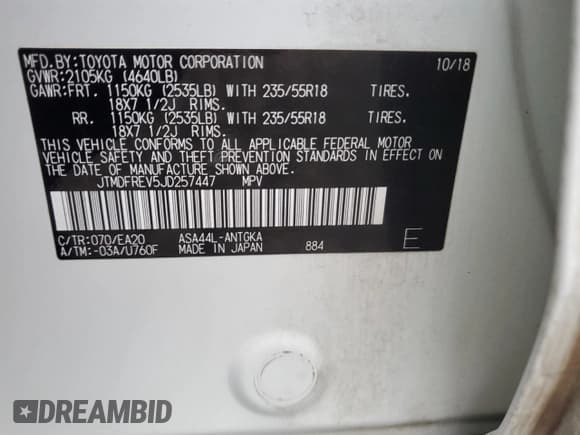 MFD.BY:TOYOTA MOTOR CORPORATION 10/18
GVWR:2105KG (4640LB)
GAWR:FRT. 1150KG (2535LB) WITH 235/55R18 TIRES.
18X7 1/2J RIMS.
RR. 1150KG (2535LB) WITH 235/55R18 TIRES.
18X7 1/2J RIMS.
THIS VEHICLE CONFORMS TO ALL APPLICABLE FEDERAL MOTOR
VEHICLE SAFETY AND THEFT PREVENTION STANDARDS IN EFFECT
ON THE DATE OF MANUFACTURE SHOWN ABOVE.
JTMDFREV5JD257447 MPV
C/TR:070/EA20 ASA44L-ANTGKA
A/TM:-03A/U760F MADE IN JAPAN 884 E
DREAMBID